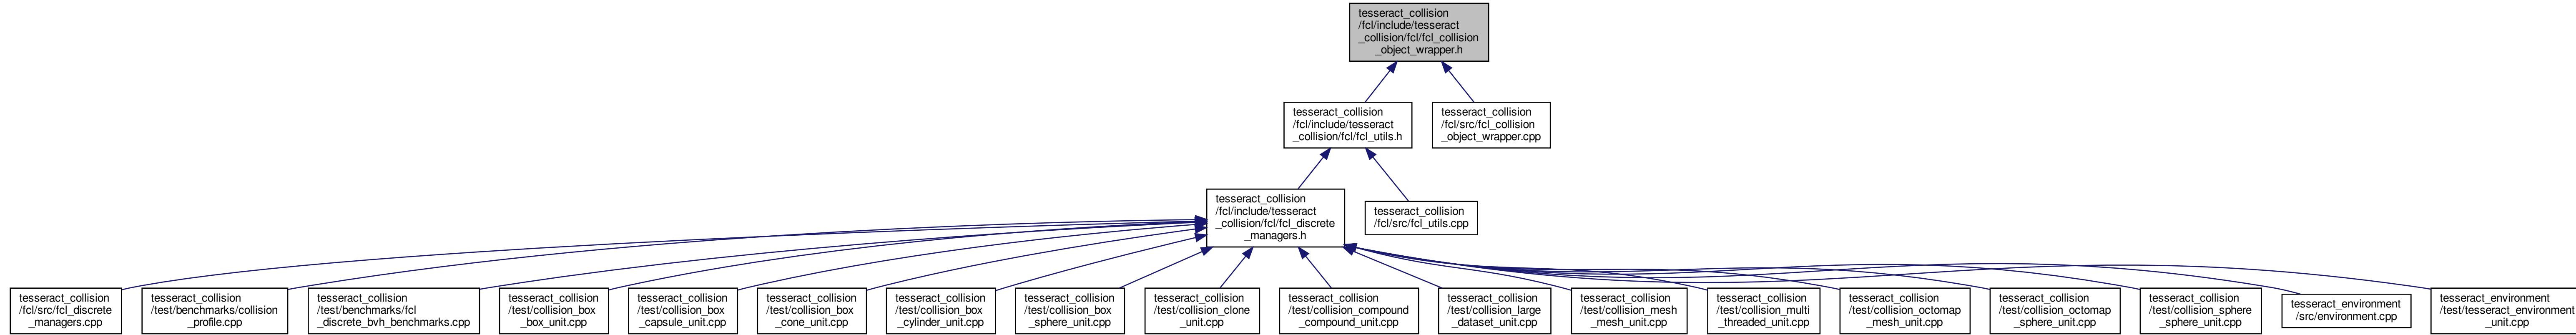 tesseract_collision
/fcl/include/tesseract
_collision/fcl/fcl_collision
_object_wrapper.h
tesseract_collision
/fcl/include/tesseract
_collision/fcl/fcl_utils.h
tesseract_collision
/fcl/src/fcl_collision
_object_wrapper.cpp
tesseract_collision
/fcl/include/tesseract
_collision/fcl/fcl_discrete
_managers.h
tesseract_collision
/fcl/src/fcl_utils.cpp
tesseract_collision
/fcl/src/fcl_discrete
_managers.cpp
tesseract_collision
/test/benchmarks/collision
_profile.cpp
tesseract_collision
/test/benchmarks/fcl
_discrete_bvh_benchmarks.cpp
tesseract_collision
/test/collision_box
_box_unit.cpp
tesseract_collision
/test/collision_box
_capsule_unit.cpp
tesseract_collision
/test/collision_box
_cone_unit.cpp
tesseract_collision
/test/collision_box
_cylinder_unit.cpp
tesseract_collision
/test/collision_box
_sphere_unit.cpp
tesseract_collision
/test/collision_clone
_unit.cpp
tesseract_collision
/test/collision_compound
_compound_unit.cpp
tesseract_collision
/test/collision_large
_dataset_unit.cpp
tesseract_collision
/test/collision_mesh
_mesh_unit.cpp
tesseract_collision
/test/collision_multi
_threaded_unit.cpp
tesseract_collision
/test/collision_octomap
_mesh_unit.cpp
tesseract_collision
/test/collision_octomap
_sphere_unit.cpp
tesseract_collision
/test/collision_sphere
_sphere_unit.cpp
tesseract_environment
/src/environment.cpp
tesseract_environment
/test/tesseract_environment
_unit.cpp